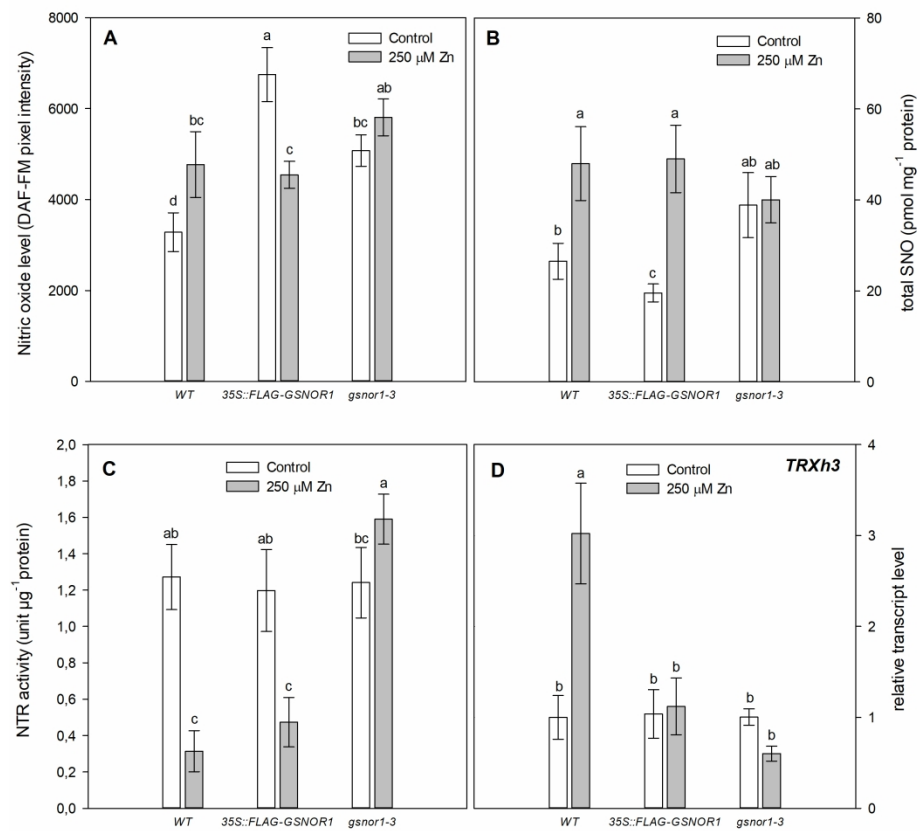 A
Control
250 μM Zn
Nitric oxide level (DAF-FM pixel intensity)
8000
6000
4000
2000
0
d
bc
a
c
bc
ab
WT
35S::FLAG-GSNOR1
gsnor1-3
B
Control
250 μM Zn
total SNO (pmol mg⁻¹ protein)
80
60
40
20
0
b
a
c
a
ab
ab
WT
35S::FLAG-GSNOR1
gsnor1-3
C
Control
250 μM Zn
NTR activity (unit μg⁻¹protein)
2,0
1,8
1,6
1,4
1,2
1,0
0,8
0,6
0,4
0,2
0,0
ab
c
ab
c
bc
a
WT
35S::FLAG-GSNOR1
gsnor1-3
D
TRXh3
Control
250 μM Zn
relative transcript level
4
3
2
1
0
b
a
b
b
b
b
WT
35S::FLAG-GSNOR1
gsnor1-3